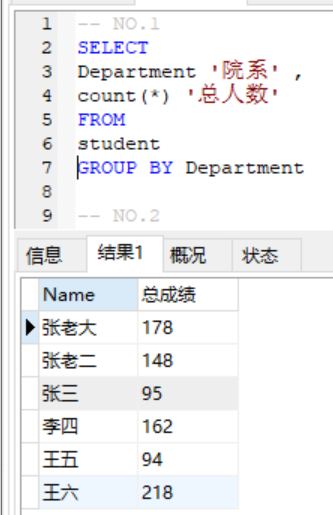 1 -- NO.1
2 SELECT
3 Department '院系' ,
4 count(*) '总人数'
5 FROM
6 student
7 GROUP BY Department
8
9 -- NO.2
信息 结果1 概况 状态
Name 总成绩
张老大 178
张老二 148
张三 95
李四 162
王五 94
王六 218